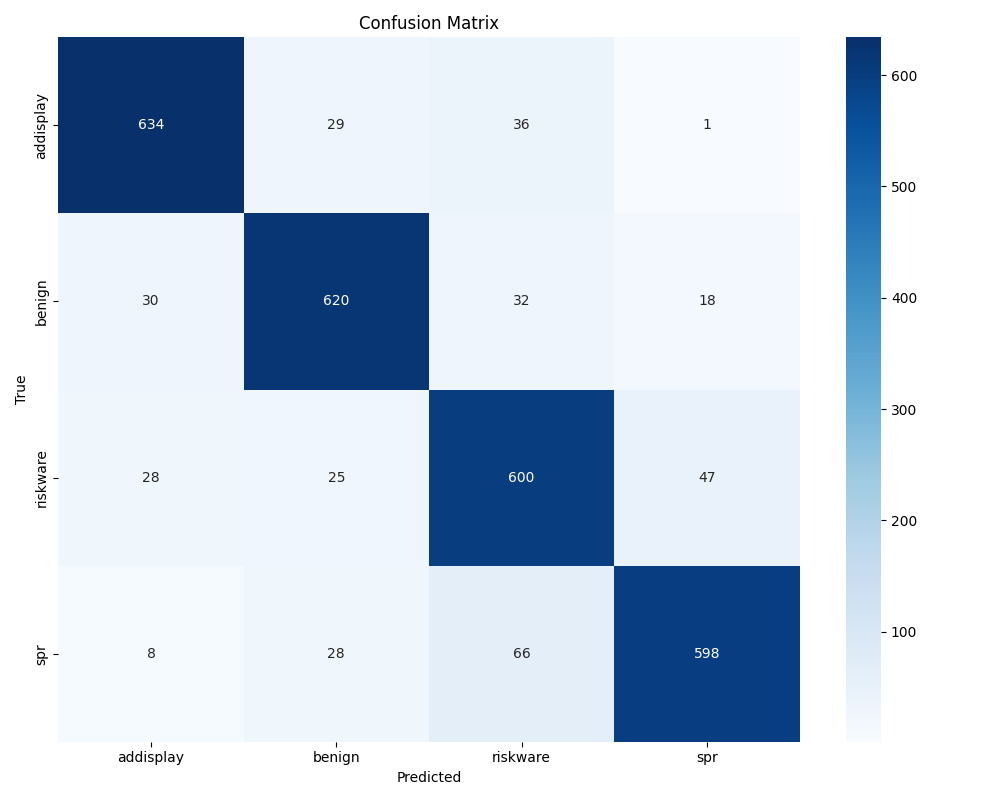 Confusion Matrix
addisplay 634 29 36 1
benign 30 620 32 18
riskware 28 25 600 47
spr 8 28 66 598
addisplay benign riskware spr
Predicted
True
600
500
400
300
200
100